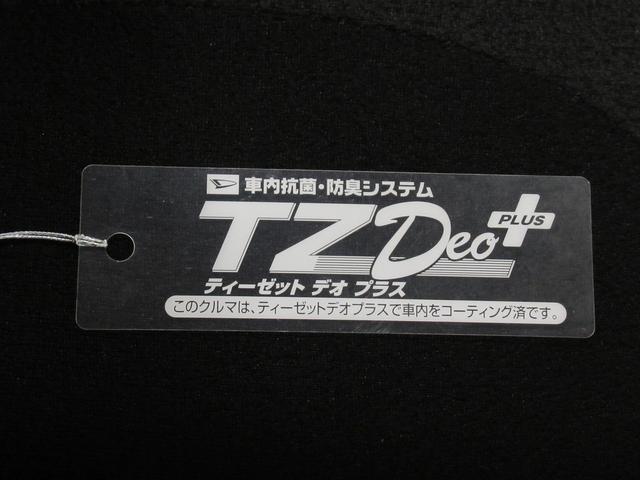 車内抗菌・防臭システム
TZ Deo PLUS
ティーゼット デオ プラス
このクルマは、ティーゼットデオプラスで車内をコーティング済です。